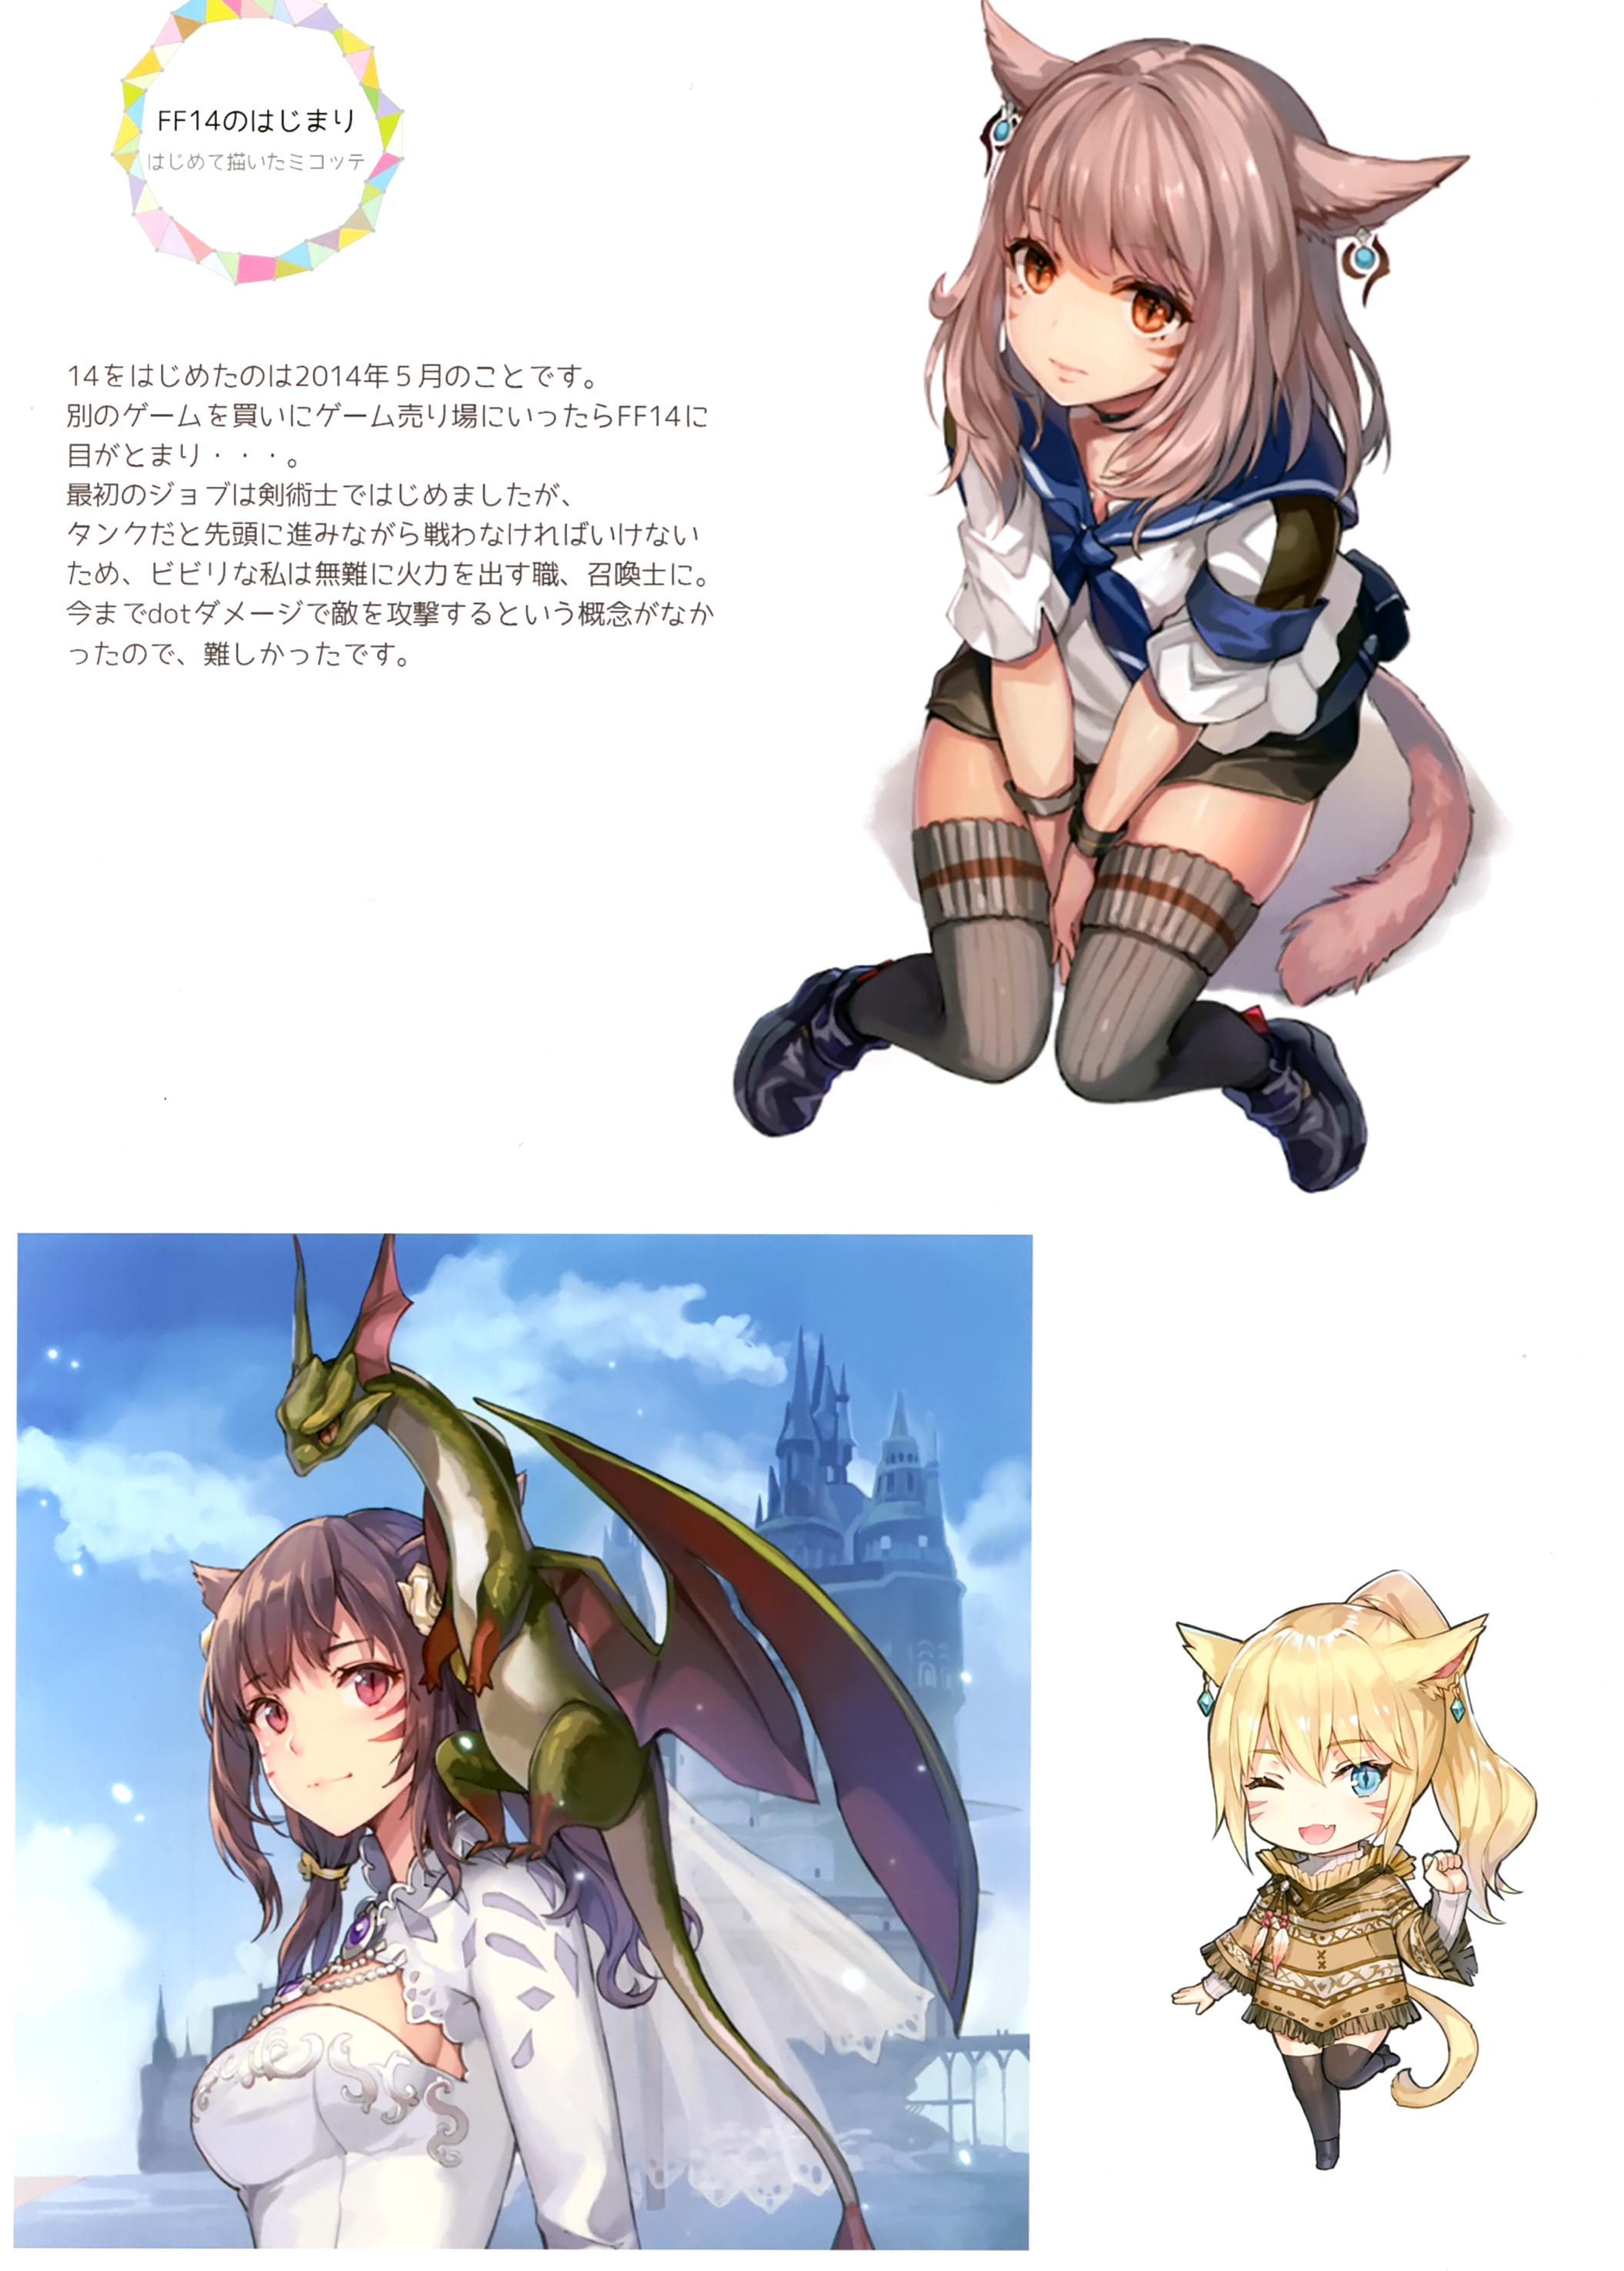 FF14のはじまり
はじめて描いたミコッテ
14をはじめたのは2014年５月のことです。
別のゲームを買いにゲーム売り場にいったらFF14に
目がとまり・・・。
最初のジョブは剣術士ではじめましたが、
タンクだと先頭に進みながら戦わなければいけない
ため、ビビリな私は無難に火力を出す職、召喚士に。
今までdotダメージで敵を攻撃するという概念がなか
ったので、難しかったです。